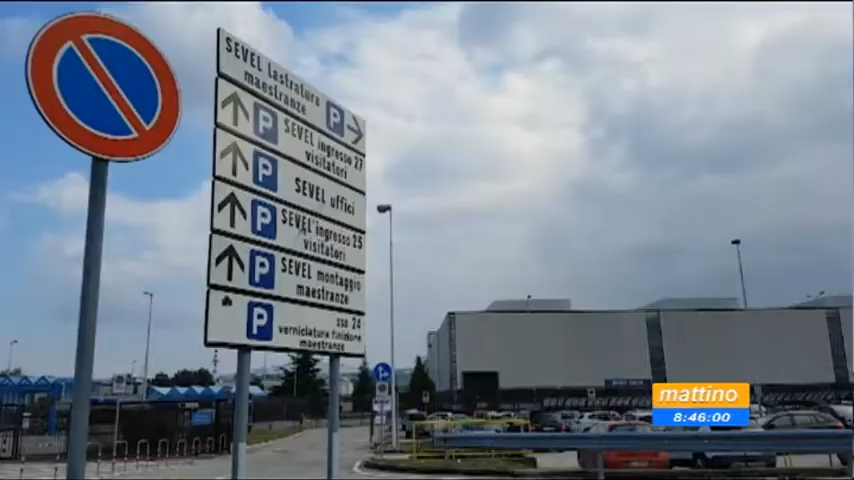 SEVEL lastratura
maestranze
P
P
SEVEL ingresso 27
visitatori
P
SEVEL uffici
P
SEVEL ingresso 25
visitatori
P
SEVEL montaggio
maestranze
P
24
verniciatura finizione
maestranze
mattino
8:46:00